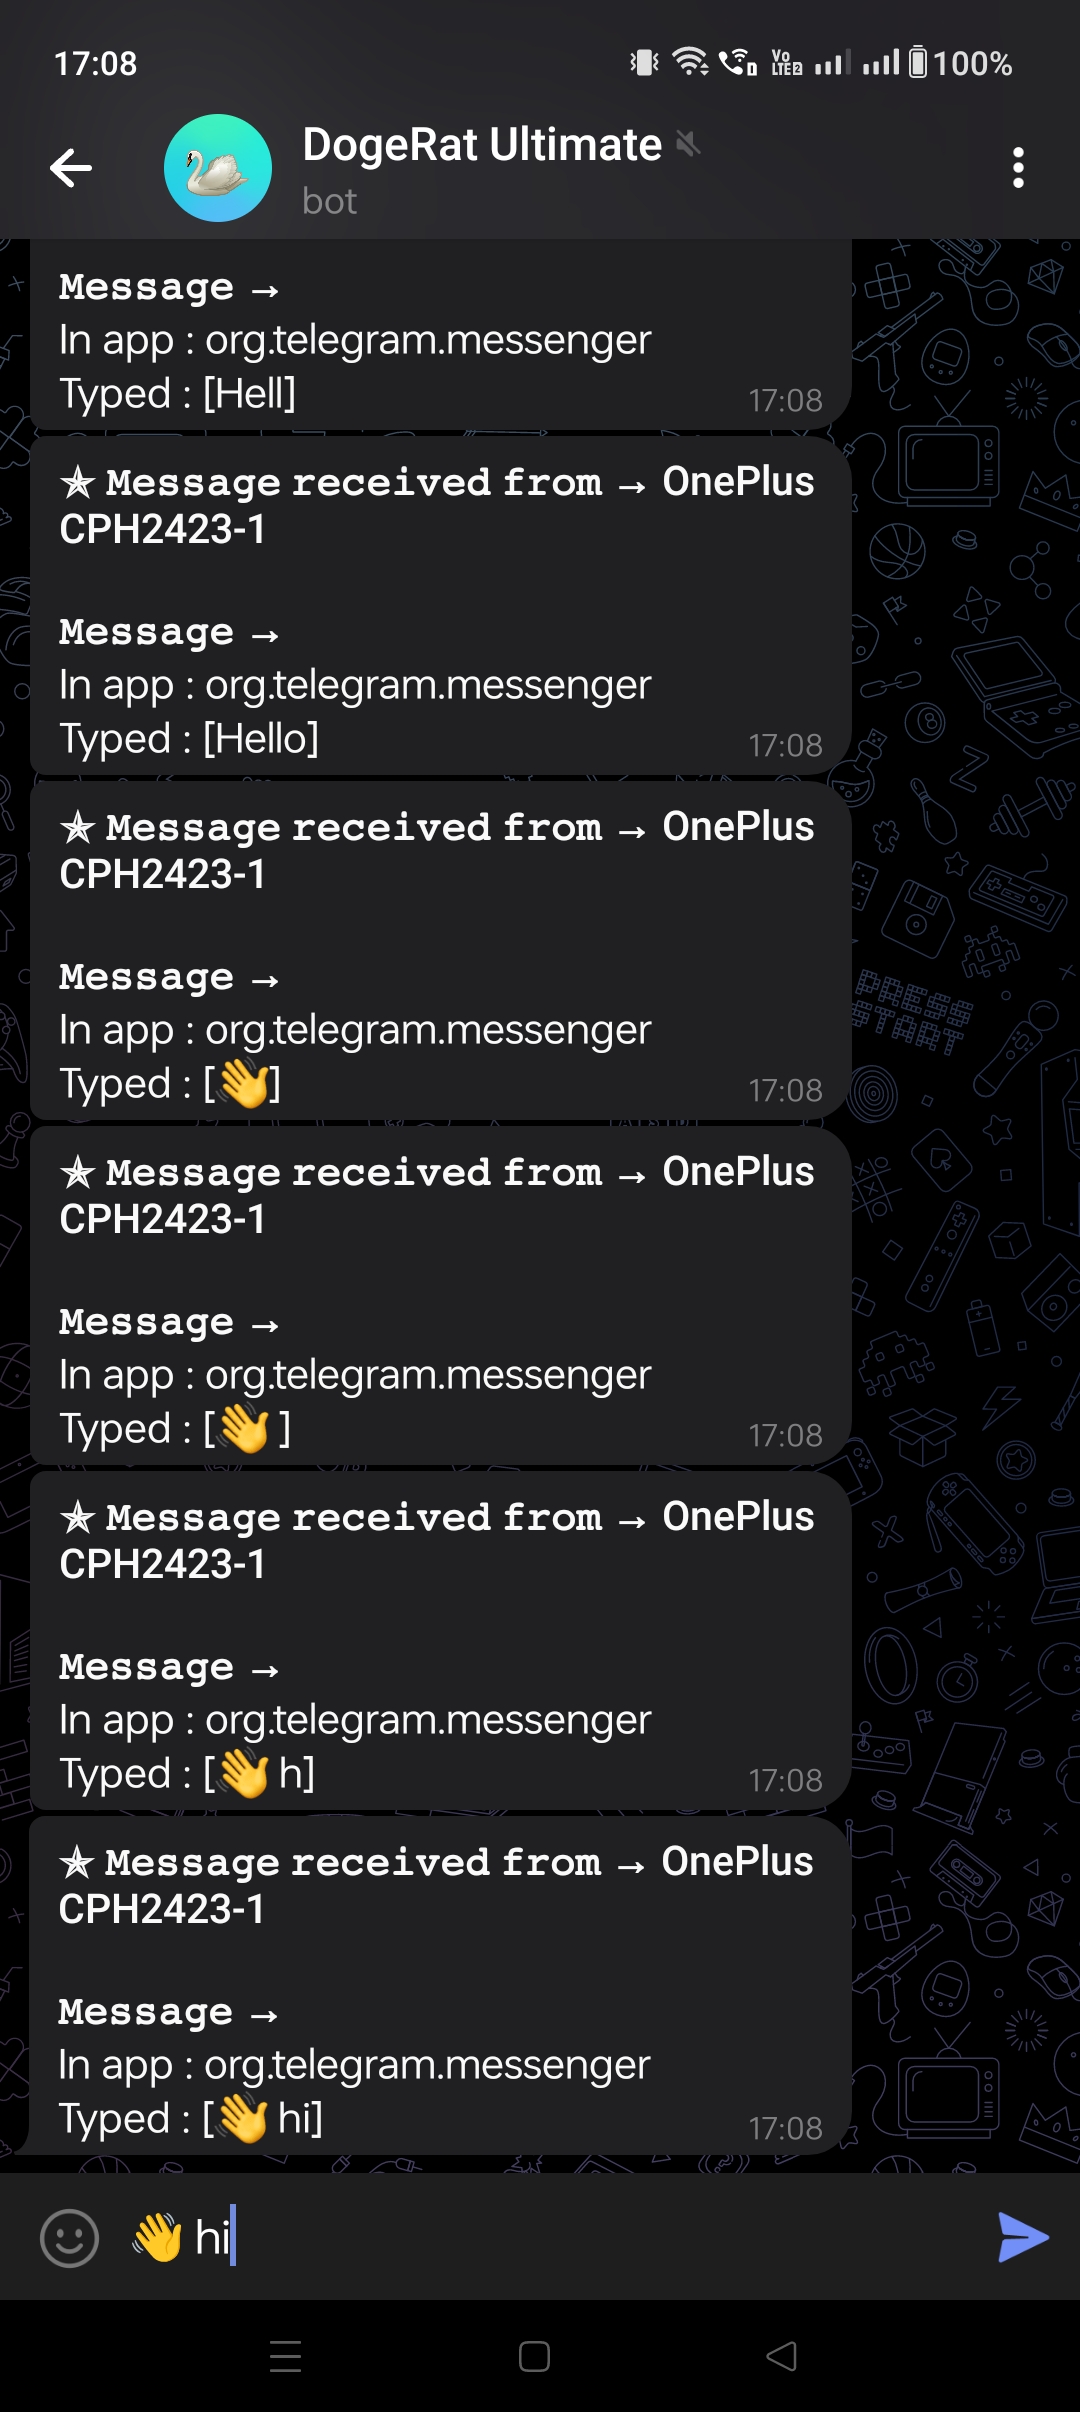 17:08
Vo
LTE2
100%
DogeRat Ultimate
bot
Message →
In app : org.telegram.messenger
Typed : [Hell]
17:08
✯ Message received from → OnePlus
CPH2423-1
Message →
In app : org.telegram.messenger
Typed : [Hello]
17:08
✯ Message received from → OnePlus
CPH2423-1
Message →
In app : org.telegram.messenger
Typed : [👋]
17:08
✯ Message received from → OnePlus
CPH2423-1
Message →
In app : org.telegram.messenger
Typed : [👋 ]
17:08
✯ Message received from → OnePlus
CPH2423-1
Message →
In app : org.telegram.messenger
Typed : [👋 h]
17:08
✯ Message received from → OnePlus
CPH2423-1
Message →
In app : org.telegram.messenger
Typed : [👋 hi]
17:08
👋 hi
PRESS
START